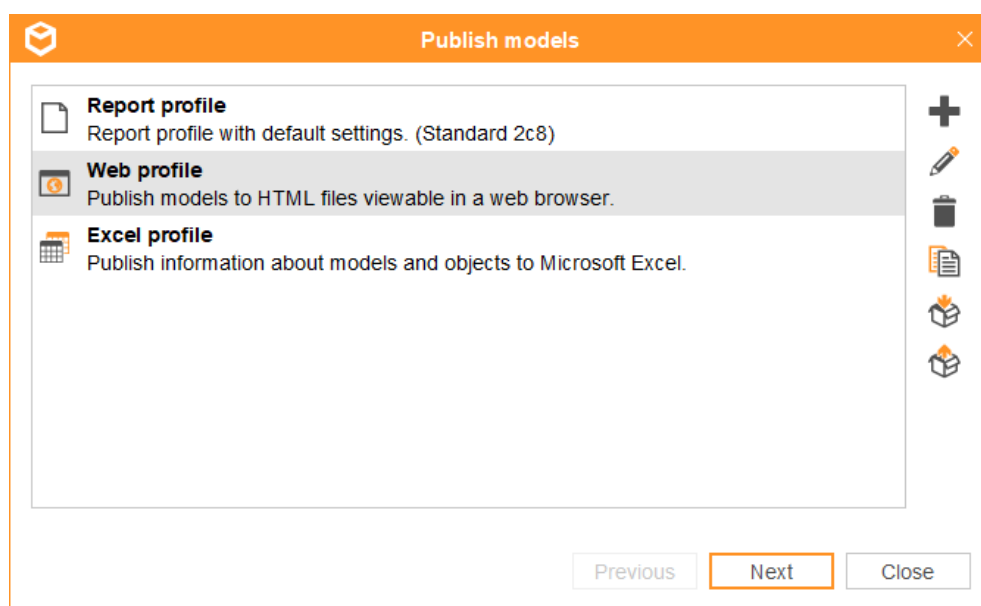 Publish models
Report profile
Report profile with default settings. (Standard 2c8)
Web profile
Publish models to HTML files viewable in a web browser.
Excel profile
Publish information about models and objects to Microsoft Excel.
Previous Next Close